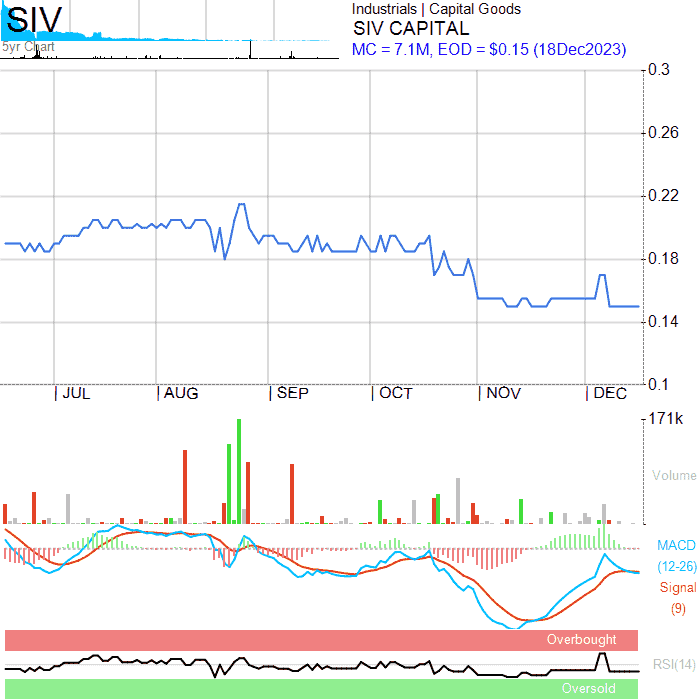 SIV
5yr Chart
Industrials | Capital Goods
SIV CAPITAL
MC = 7.1M, EOD = $0.15 (18Dec2023)
0.3
0.26
0.22
0.18
0.14
0.1
JUL
AUG
SEP
OCT
NOV
DEC
171k
Volume
MACD
(12-26)
Signal
(9)
Overbought
RSI(14)
Oversold